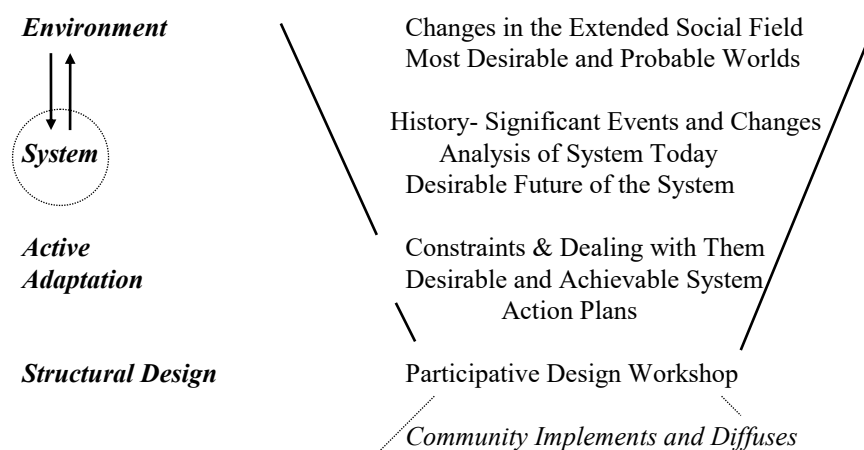 Environment
Changes in the Extended Social Field
Most Desirable and Probable Worlds
History- Significant Events and Changes
System
Analysis of System Today
Desirable Future of the System
Active
Adaptation
Constraints & Dealing with Them
Desirable and Achievable System
Action Plans
Structural Design
Participative Design Workshop
Community Implements and Diffuses